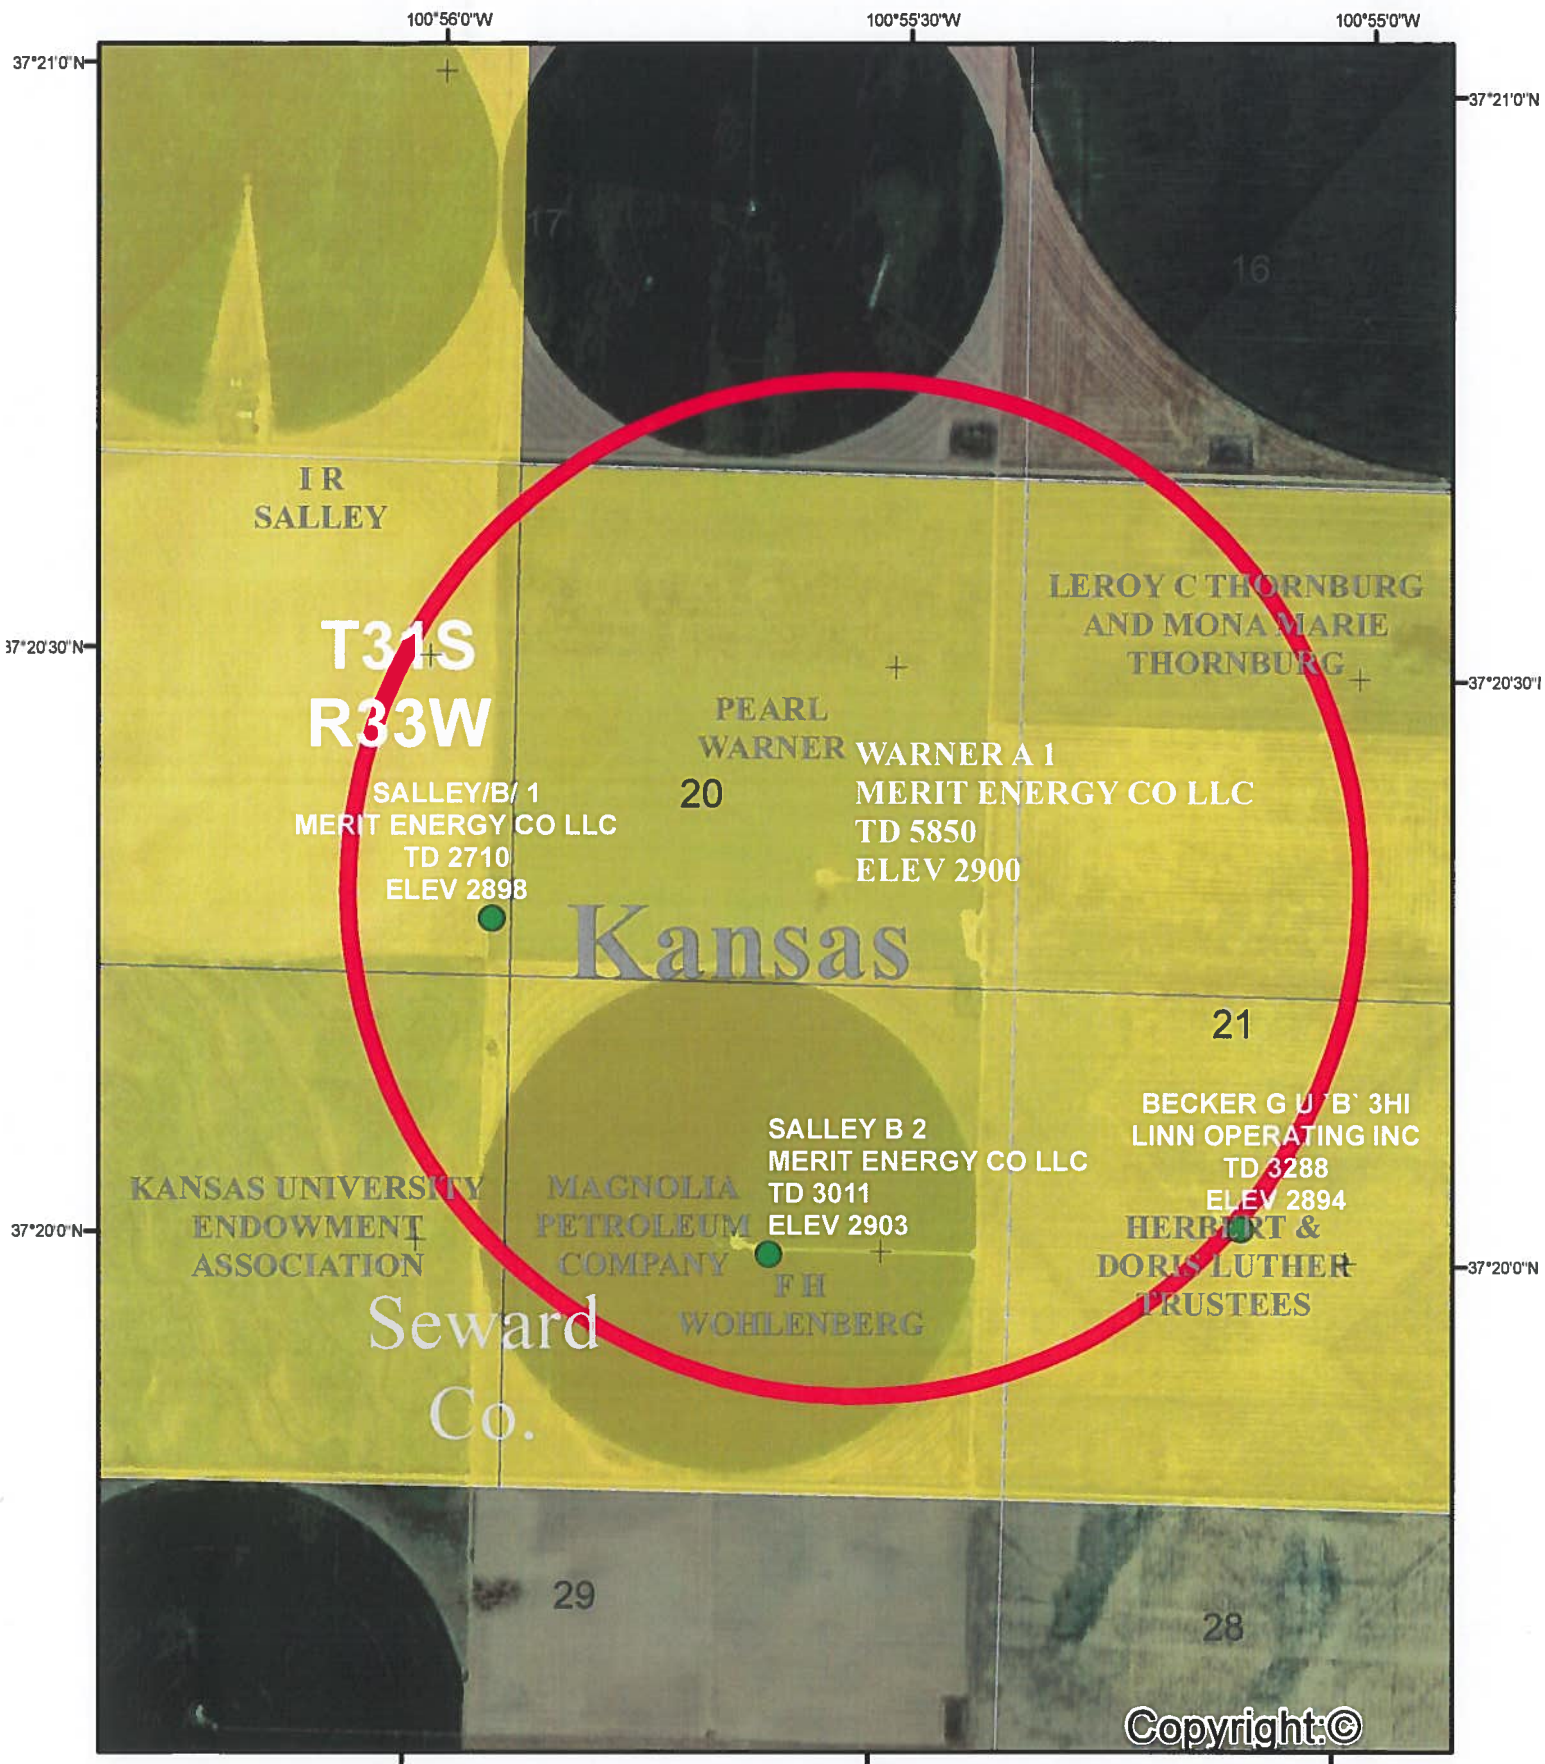 100°56'0"W
100°55'30"W
100°55'0"W
37°21'0"N
37°21'0"N
17
16
I R
SALLEY
LEROY C THORNBURG
AND MONA MARIE
THORNBURG
37°20'30"N
T31S
R33W
37°20'30"N
PEARL
WARNER
WARNER A 1
MERIT ENERGY CO LLC
TD 5850
ELEV 2900
20
SALLEY/B/ 1
MERIT ENERGY CO LLC
TD 2710
ELEV 2898
Kansas
21
BECKER G U `B` 3HI
LINN OPERATING INC
TD 3288
ELEV 2894
SALLEY B 2
MERIT ENERGY CO LLC
TD 3011
ELEV 2903
KANSAS UNIVERSITY
ENDOWMENT
ASSOCIATION
MAGNOLIA
PETROLEUM
COMPANY
HERBERT &
DORIS LUTHER
TRUSTEES
37°20'0"N
37°20'0"N
F H
WOHLENBERG
Seward
Co.
29
28
Copyright:©